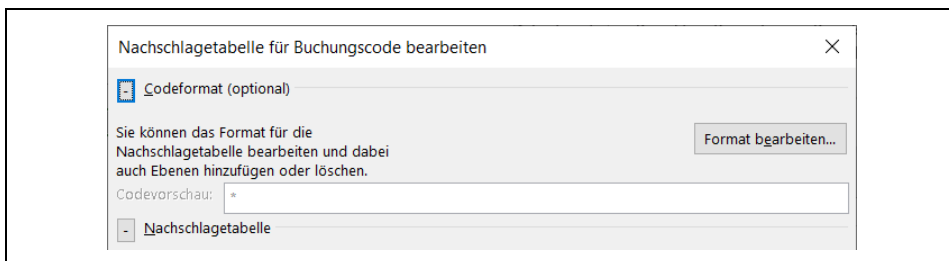 Nachschlagetabelle für Buchungscode bearbeiten
- Codeformat (optional)
Sie können das Format für die
Nachschlagetabelle bearbeiten und dabei
auch Ebenen hinzufügen oder löschen.
Format bearbeiten...
Codevorschau: *
- Nachschlagetabelle